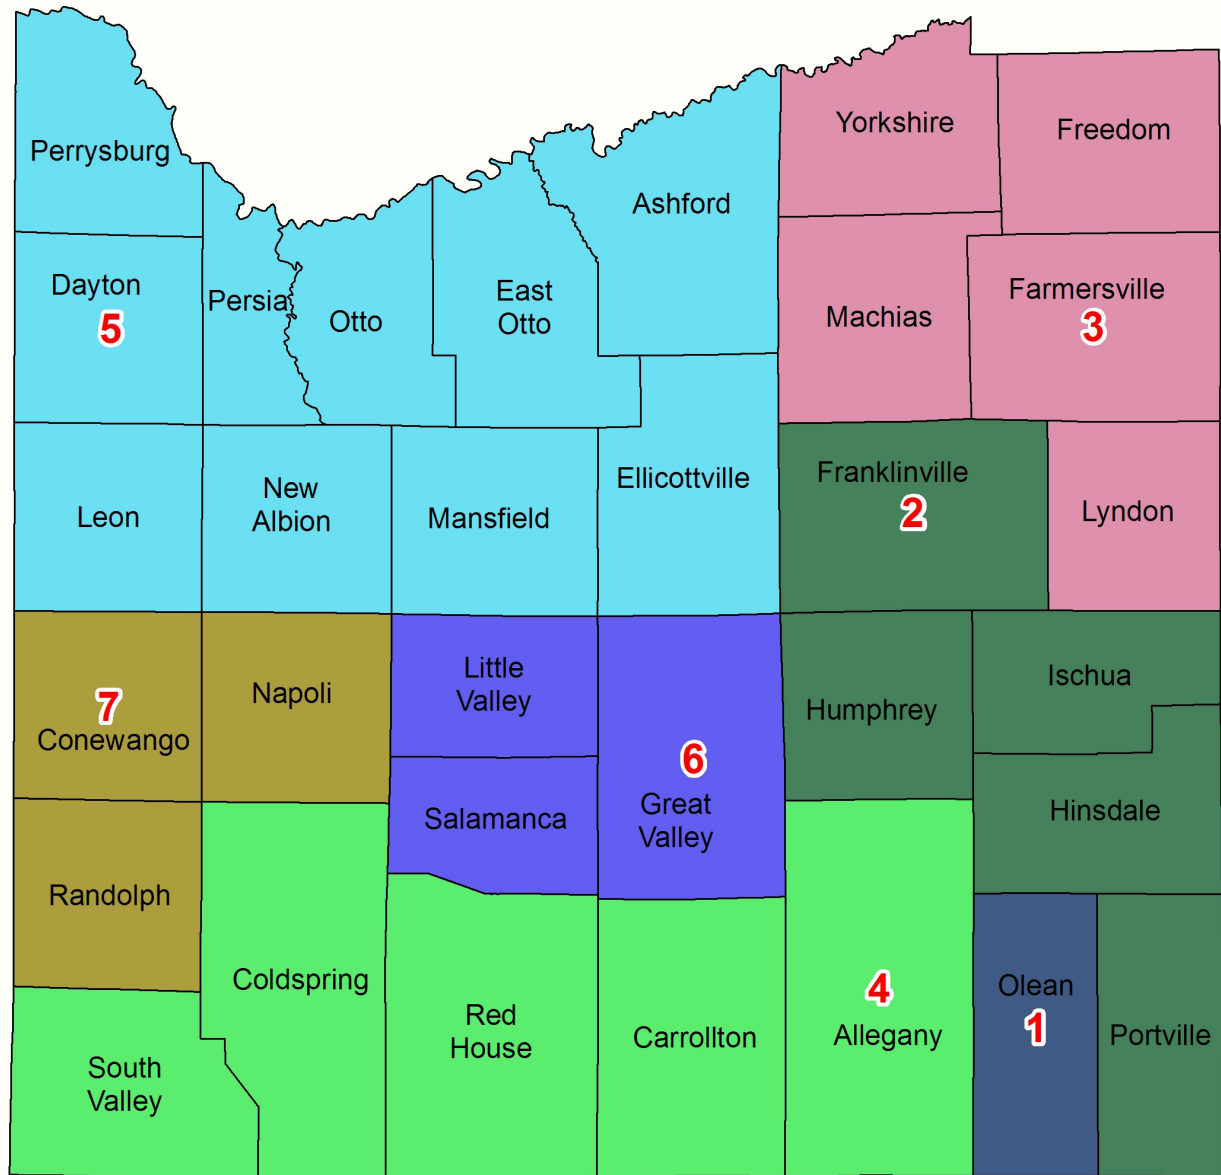 Yorkshire
Freedom
Perrysburg
Ashford
Dayton
5
Persia
Otto
East
Otto
Machias
Farmersville
3
Leon
New
Albion
Mansfield
Ellicottville
Franklinville
2
Lyndon
7
Conewango
Napoli
Little
Valley
6
Great
Valley
Humphrey
Ischua
Hinsdale
Salamanca
Randolph
Coldspring
Red
House
Carrollton
4
Allegany
Olean
1
Portville
South
Valley